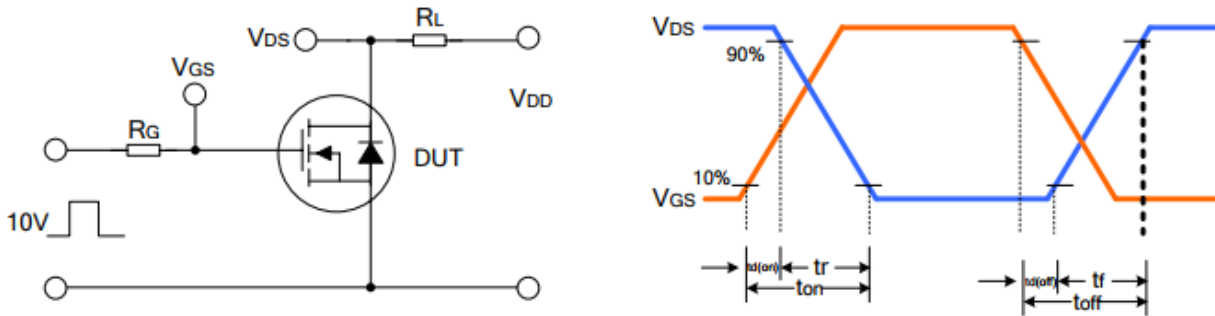 VDS
RL
VGS
VDD
RG
DUT
10V
VDS
90%
10%
VGS
td(on)
tr
ton
td(off)
tf
toff